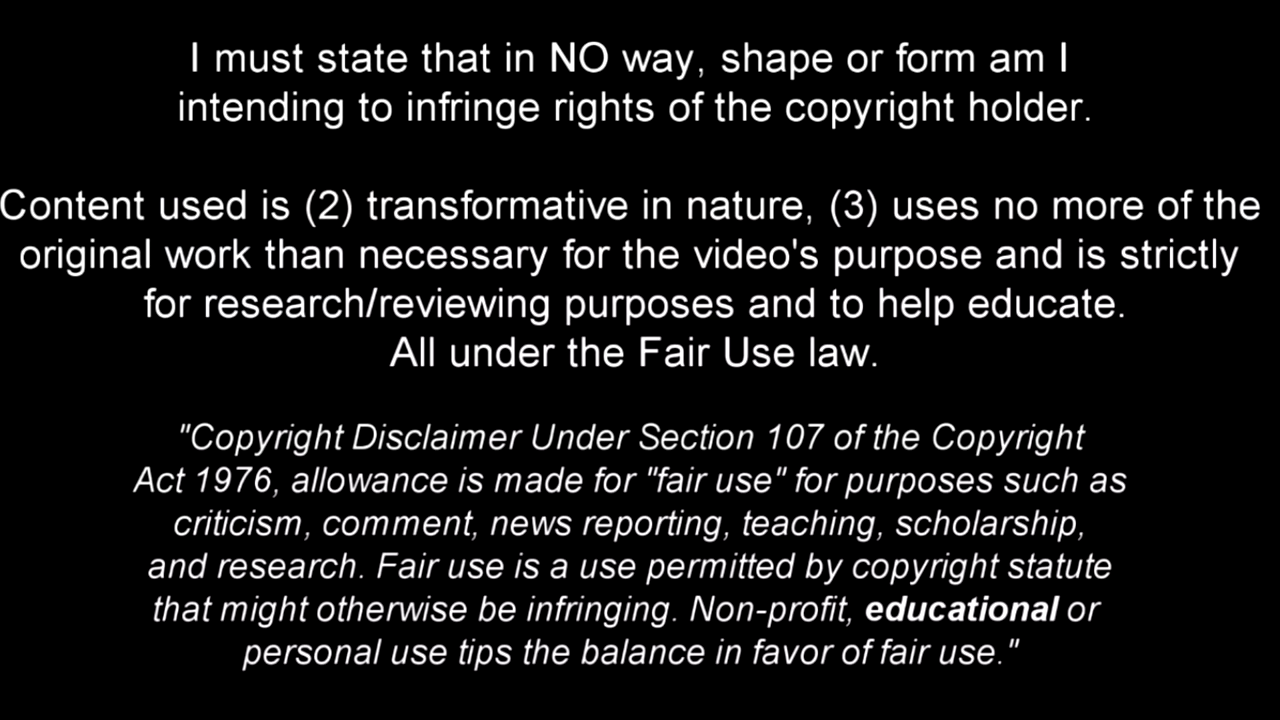 I must state that in NO way, shape or form am I
intending to infringe rights of the copyright holder.
Content used is (2) transformative in nature, (3) uses no more of the
original work than necessary for the video's purpose and is strictly
for research/reviewing purposes and to help educate.
All under the Fair Use law.
"Copyright Disclaimer Under Section 107 of the Copyright
Act 1976, allowance is made for "fair use" for purposes such as
criticism, comment, news reporting, teaching, scholarship,
and research. Fair use is a use permitted by copyright statute
that might otherwise be infringing. Non-profit, educational or
personal use tips the balance in favor of fair use."